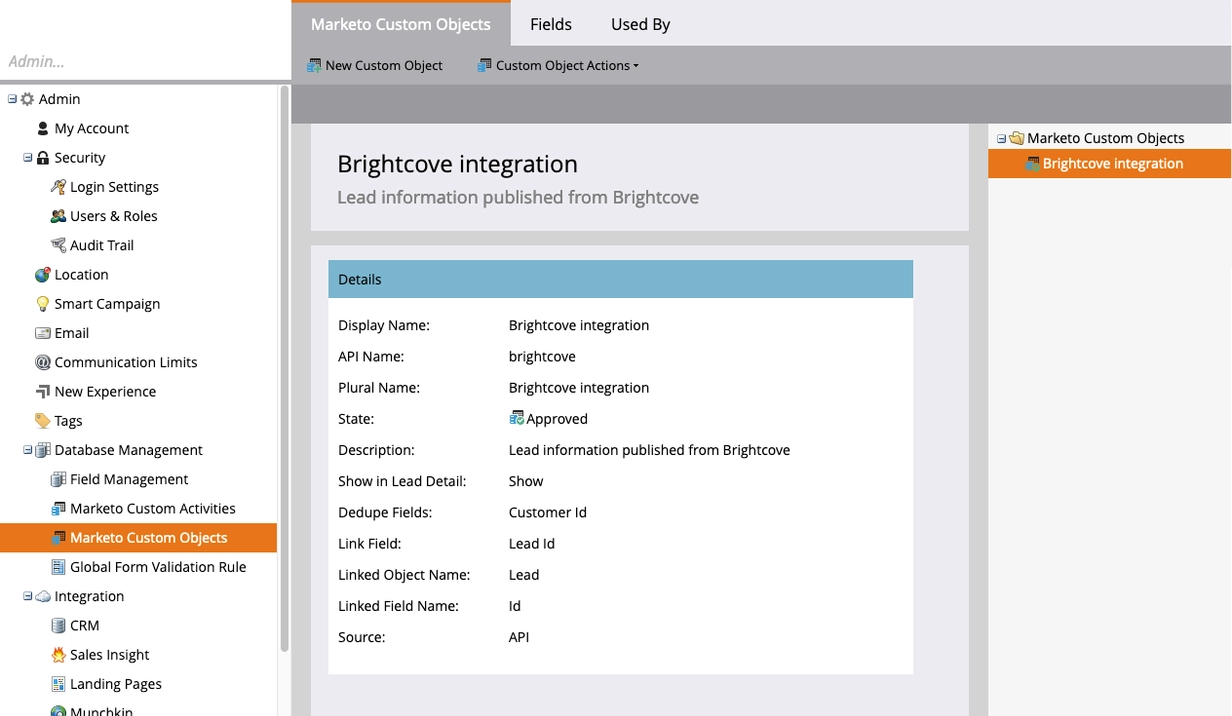 Marketo Custom Objects
Fields
Used By
Admin...
New Custom Object
Custom Object Actions
Admin
My Account
Security
Login Settings
Users & Roles
Audit Trail
Location
Smart Campaign
Email
Communication Limits
New Experience
Tags
Database Management
Field Management
Marketo Custom Activities
Marketo Custom Objects
Global Form Validation Rule
Integration
CRM
Sales Insight
Landing Pages
Munchkin
Brightcove integration
Lead information published from Brightcove
Details
Display Name: Brightcove integration
API Name: brightcove
Plural Name: Brightcove integration
State: Approved
Description: Lead information published from Brightcove
Show in Lead Detail: Show
Dedupe Fields: Customer Id
Link Field: Lead Id
Linked Object Name: Lead
Linked Field Name: Id
Source: API
Marketo Custom Objects
Brightcove integration